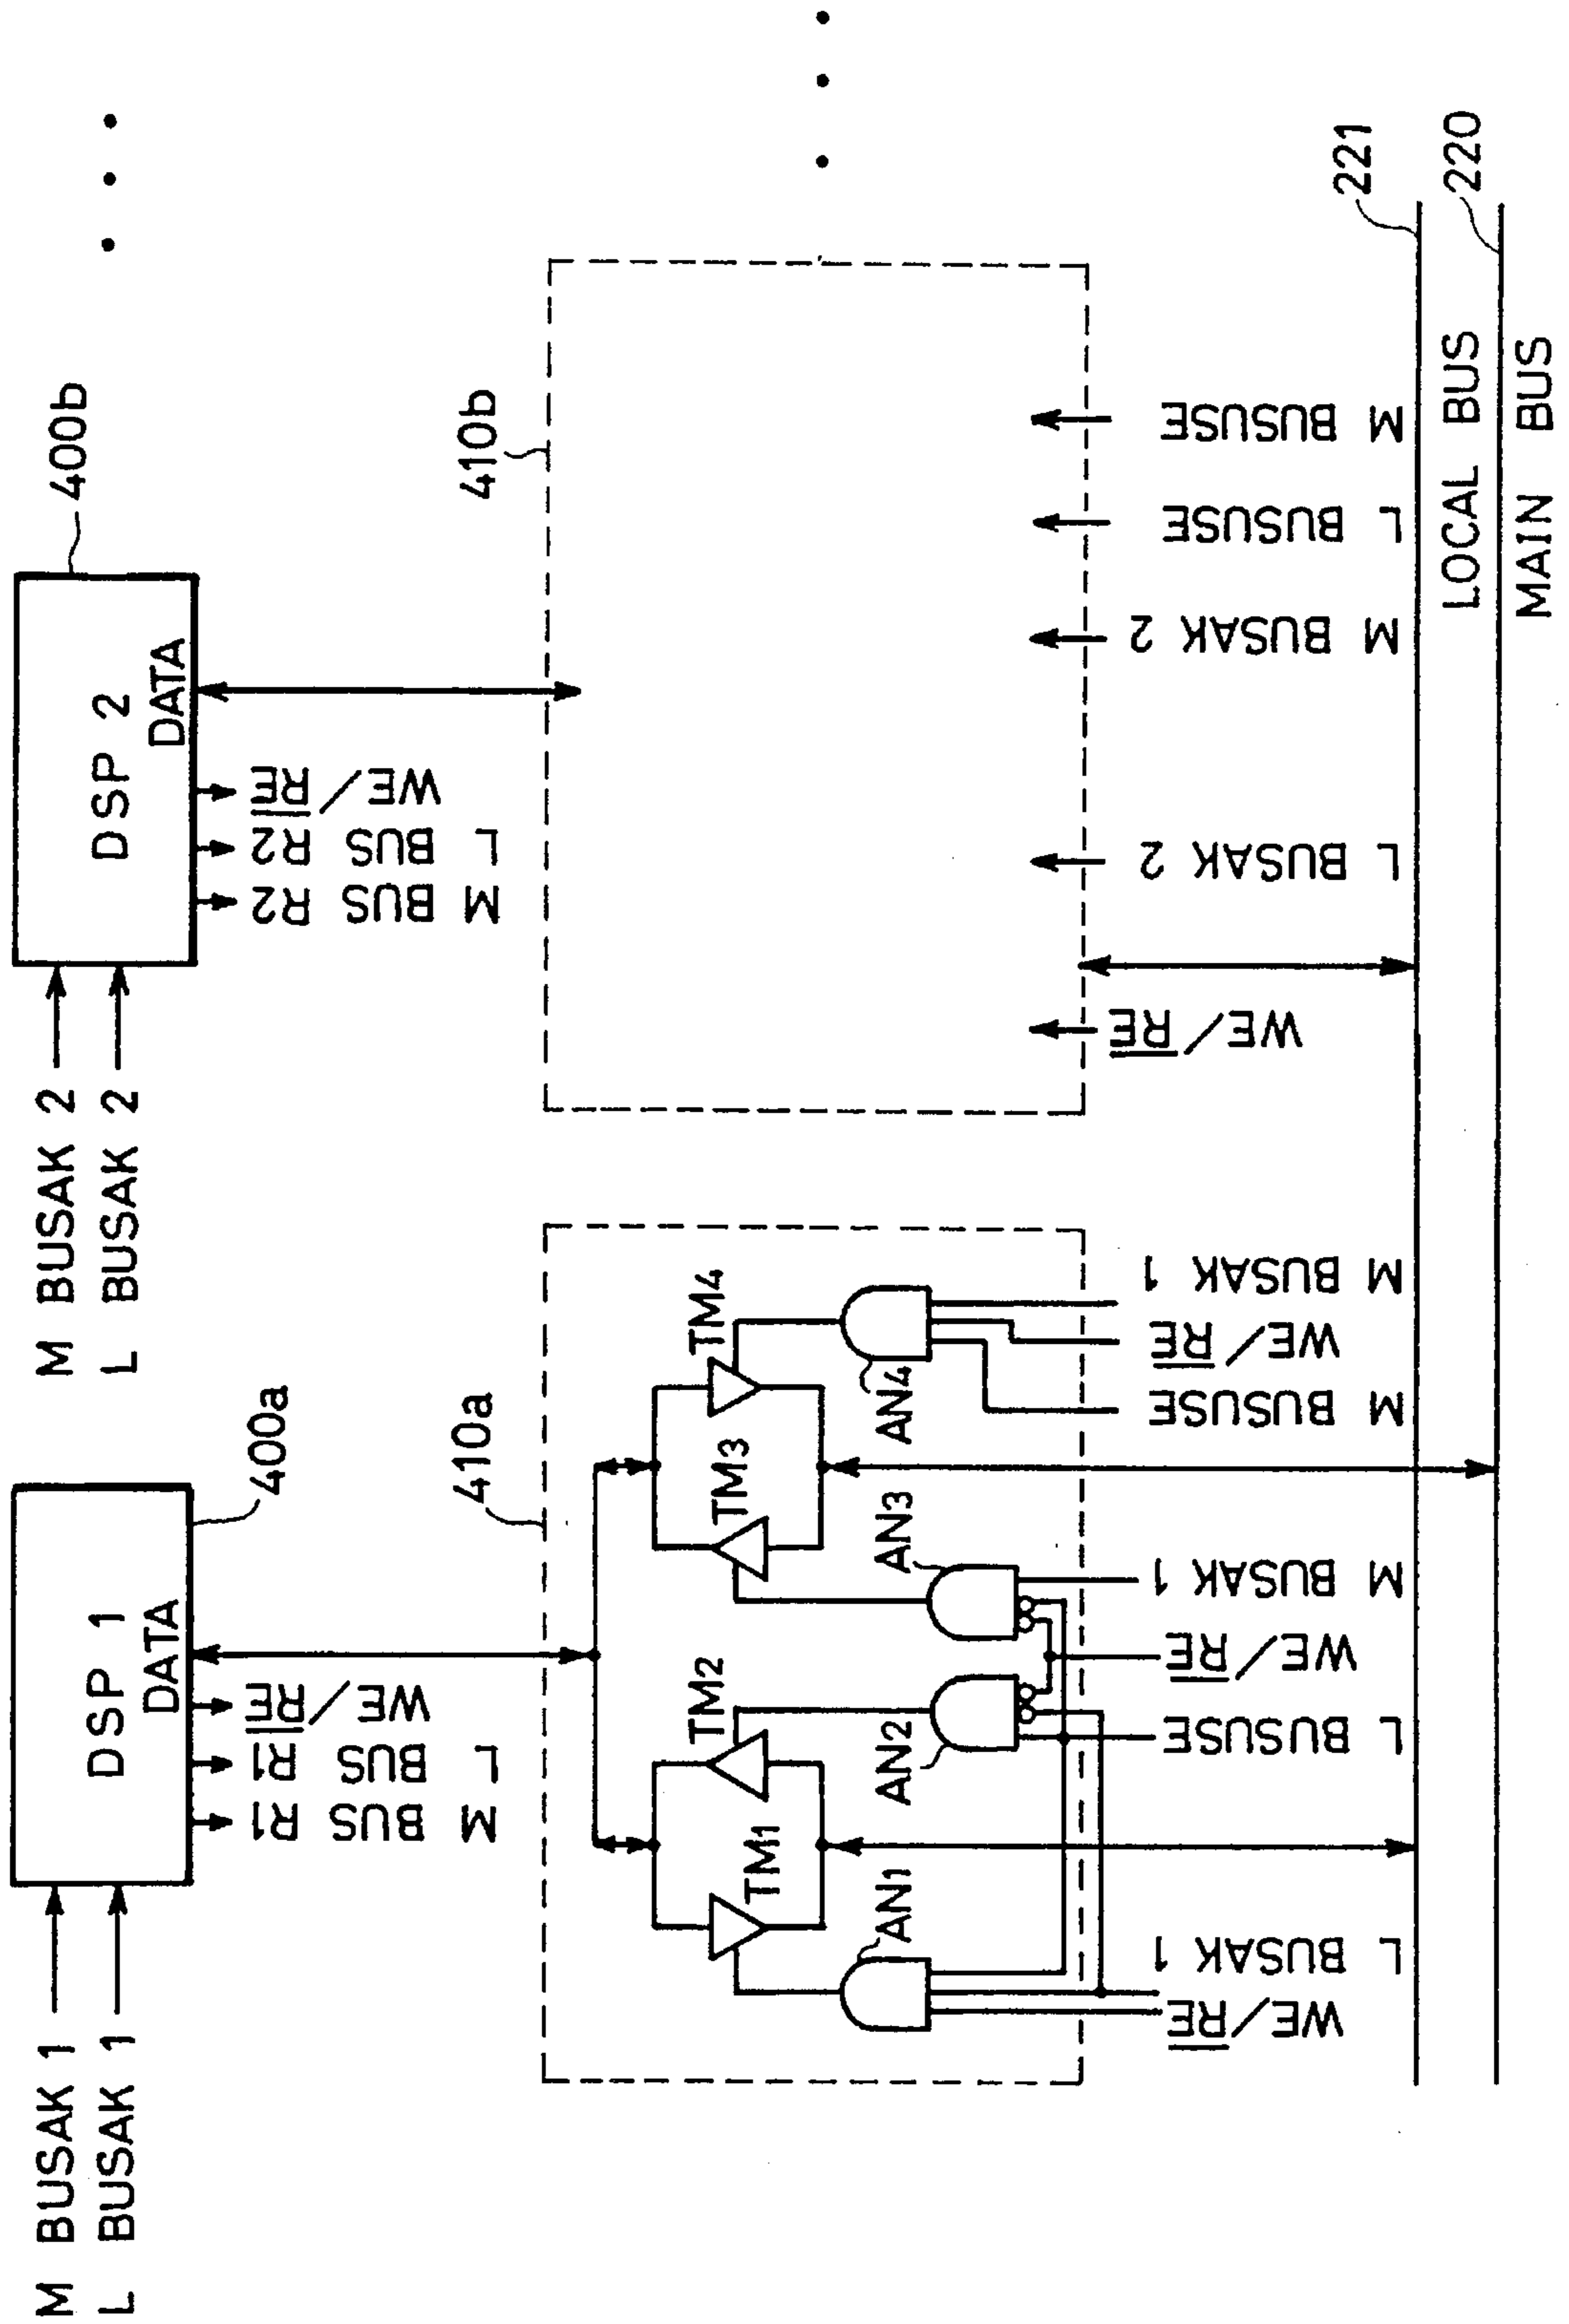 M BUSAK 1
L BUSAK 1
DSP 1
DATA
400a
M BUS R1
L BUS R1
WE/RE
M BUSAK 2
L BUSAK 2
DSP 2
DATA
400b
M BUS R2
L BUS R2
WE/RE
410a
TM1
TM2
TM3
TM4
AN1
AN2
AN3
AN4
WE/RE
L BUSAK 1
L BUSUSE
WE/RE
M BUSAK 1
M BUSUSE
WE/RE
M BUSAK 1
410b
WE/RE
L BUSAK 2
M BUSAK 2
L BUSUSE
M BUSUSE
221
LOCAL BUS
220
MAIN BUS